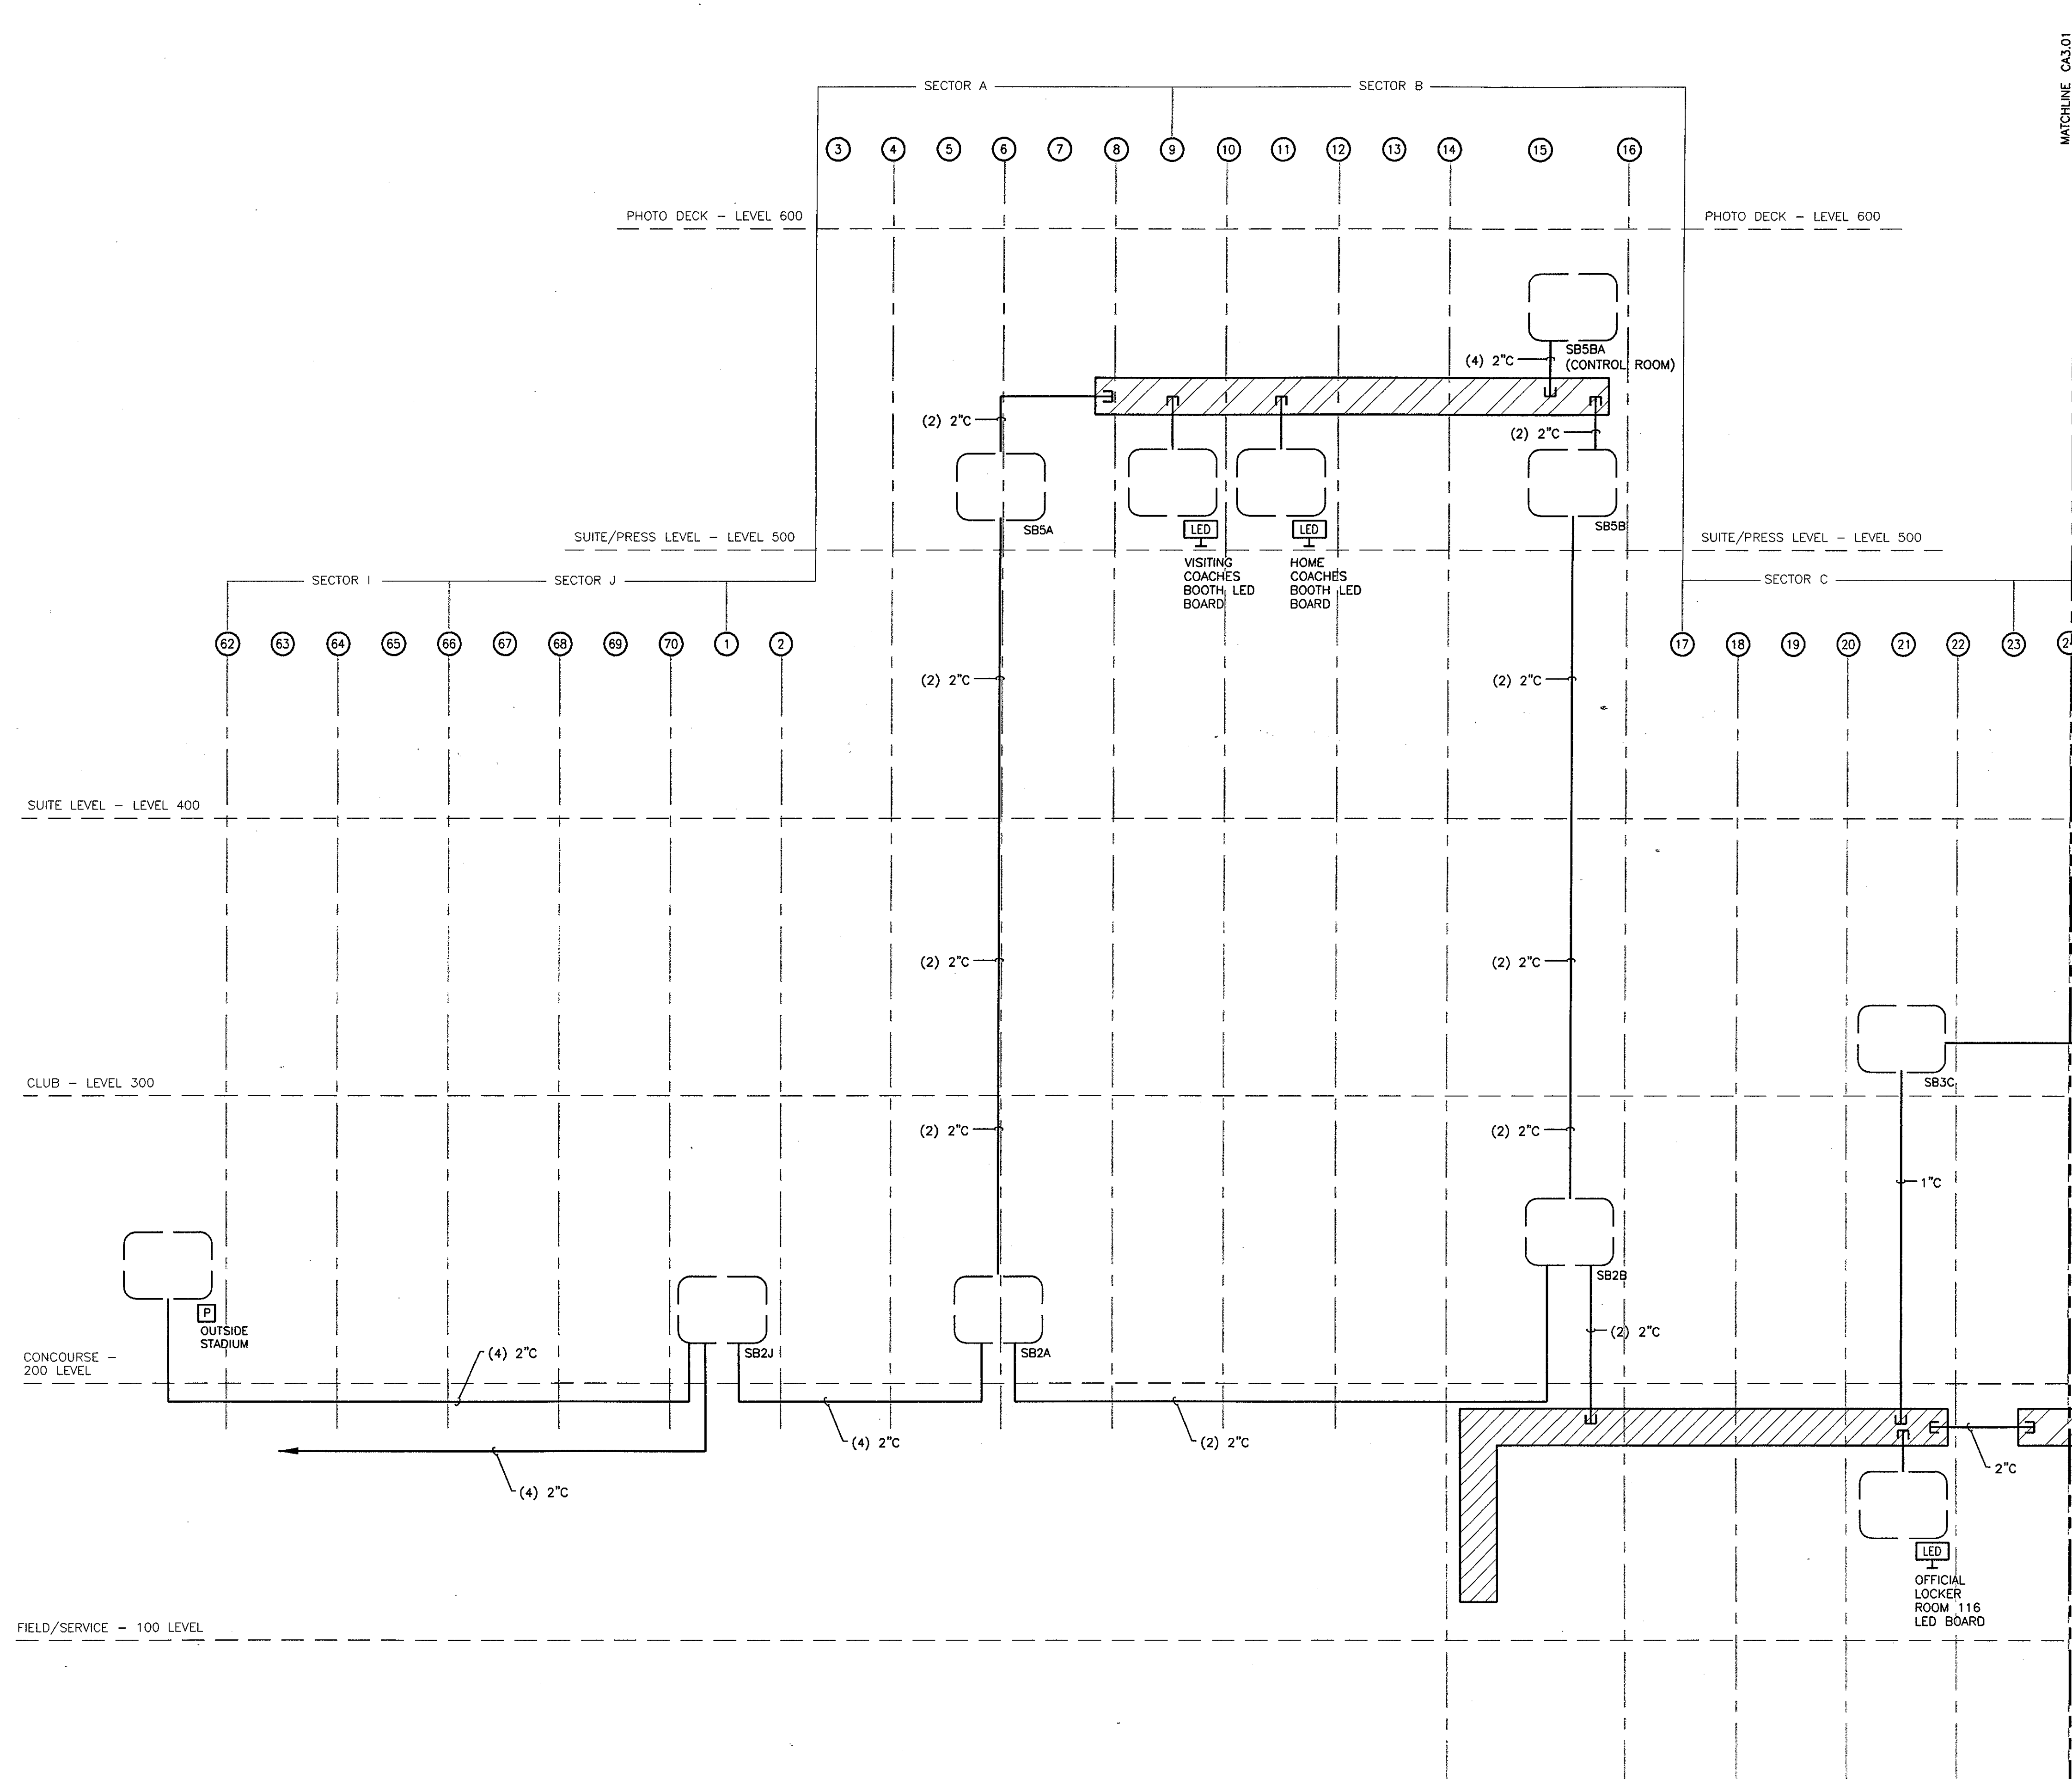 MATCHLINE CA3.01
SECTOR A
SECTOR B
3 4 5 6 7 8 9 10 11 12 13 14 15 16
PHOTO DECK – LEVEL 600
PHOTO DECK – LEVEL 600
SB5BA
(CONTROL ROOM)
(4) 2"C
(2) 2"C
(2) 2"C
SB5A
LED
LED
SB5B
SUITE/PRESS LEVEL – LEVEL 500
SUITE/PRESS LEVEL – LEVEL 500
VISITING
COACHES
BOOTH LED
BOARD
HOME
COACHES
BOOTH LED
BOARD
SECTOR I
SECTOR J
SECTOR C
62 63 64 65 66 67 68 69 70 1 2
17 18 19 20 21 22 23
(2) 2"C
(2) 2"C
SUITE LEVEL – LEVEL 400
(2) 2"C
(2) 2"C
CLUB – LEVEL 300
SB3C
(2) 2"C
(2) 2"C
1"C
SB2B
P
OUTSIDE
STADIUM
(2) 2"C
CONCOURSE –
200 LEVEL
(4) 2"C
SB2J
SB2A
(4) 2"C
(2) 2"C
2"C
(4) 2"C
LED
OFFICIAL
LOCKER
ROOM 116
LED BOARD
FIELD/SERVICE – 100 LEVEL